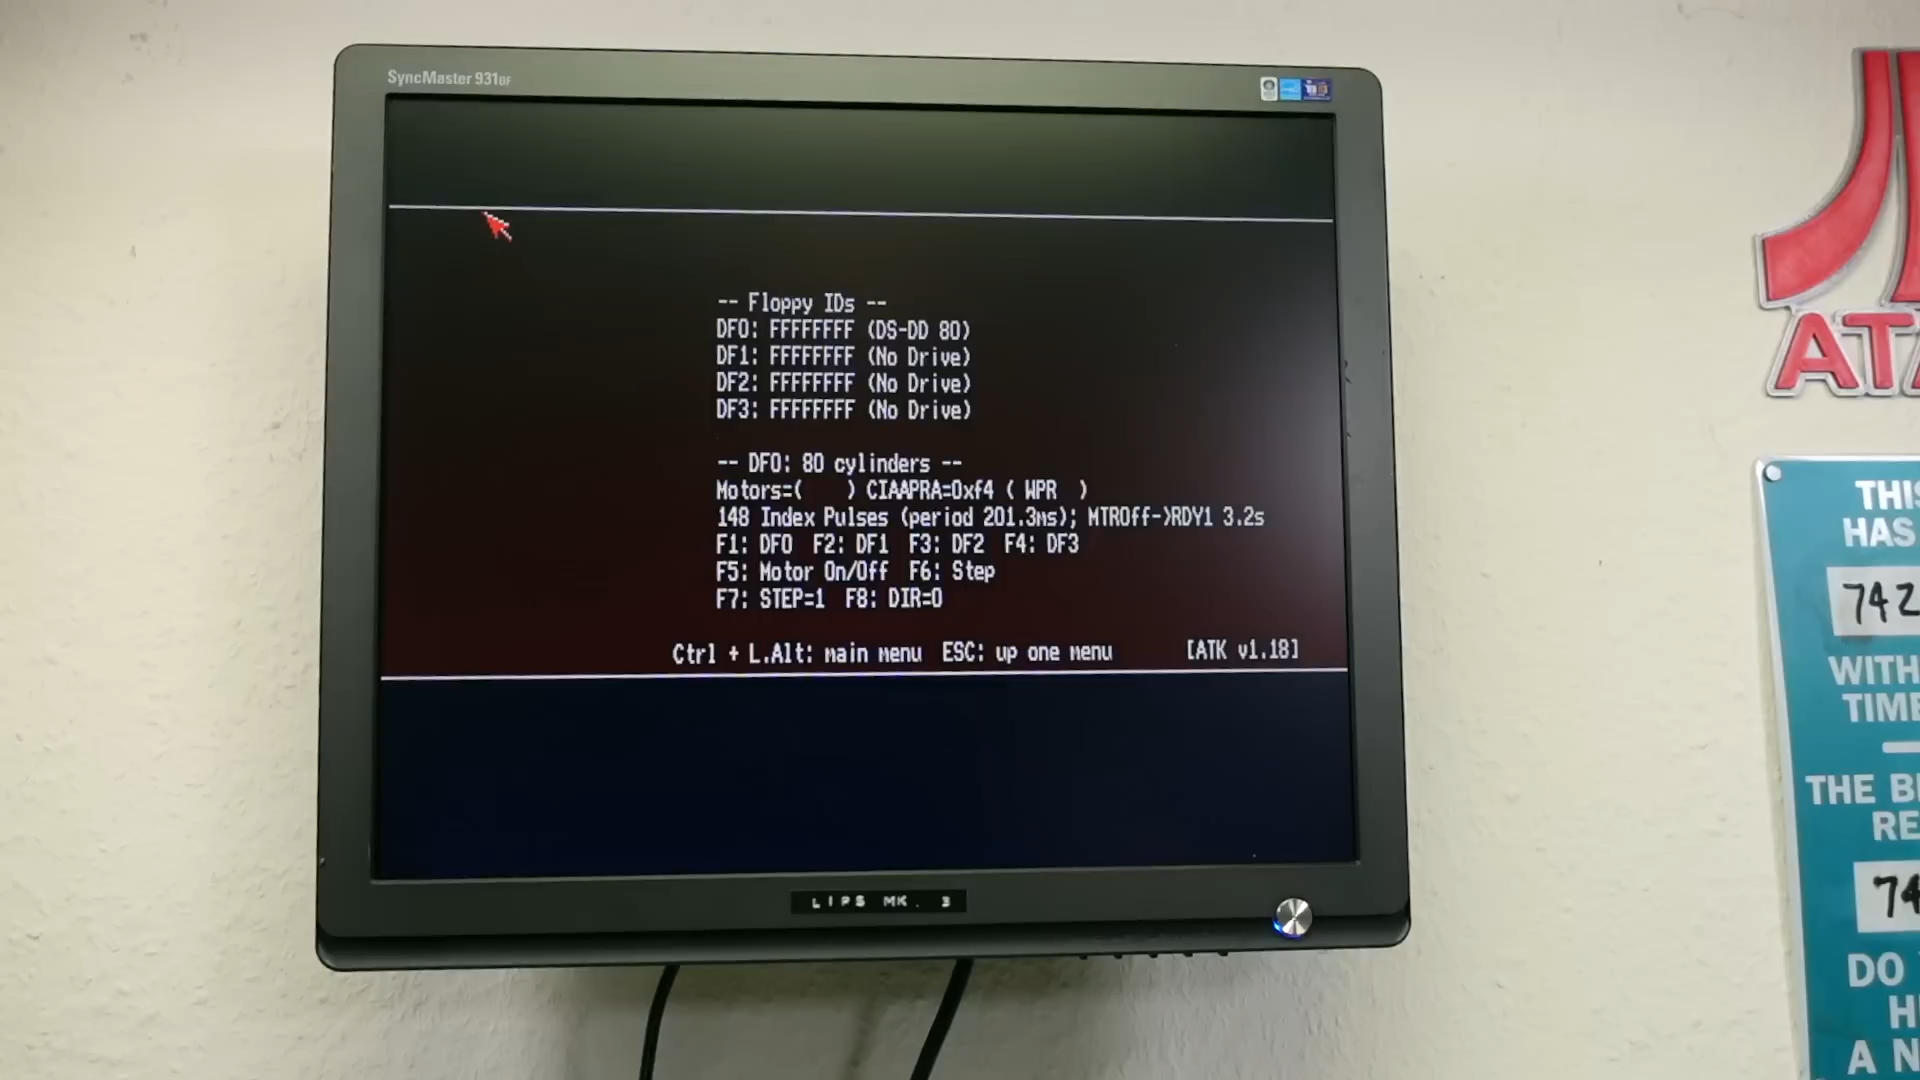 SyncMaster 931BF
-- Floppy IDs --
DF0: FFFFFFFF (DS-DD 80)
DF1: FFFFFFFF (No Drive)
DF2: FFFFFFFF (No Drive)
DF3: FFFFFFFF (No Drive)
-- DF0: 80 cylinders --
Motors=(    ) CIAAPRA=0xf4 ( WPR  )
148 Index Pulses (period 201.3ms); MTROff->RDY1 3.2s
F1: DF0  F2: DF1  F3: DF2  F4: DF3
F5: Motor On/Off  F6: Step
F7: STEP=1  F8: DIR=0
Ctrl + L.Alt: main menu  ESC: up one menu [ATK v1.18]
LIPS MK. 3
ATA
THIS
HAS
742
WITH
TIME
THE B
RE
74
DO
H
A N